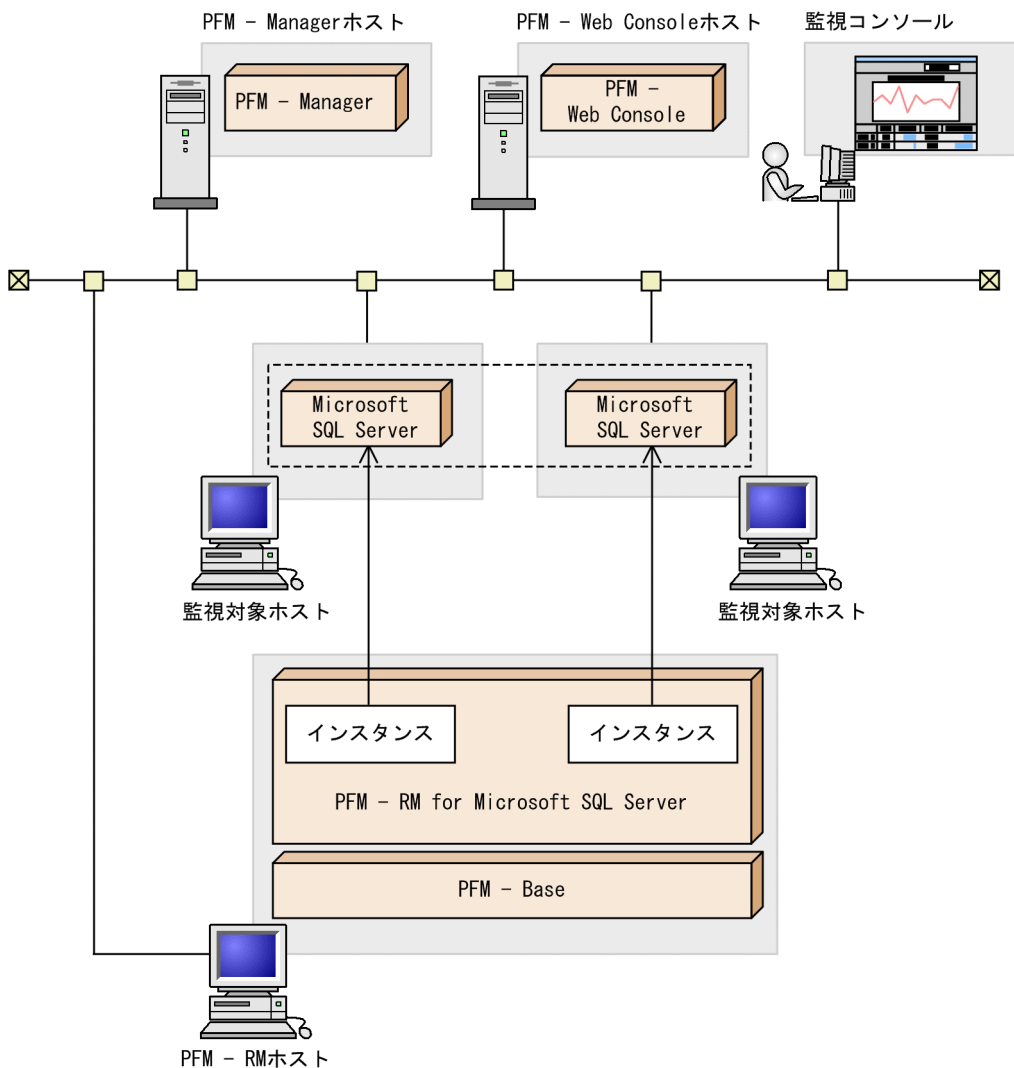 PFM - Managerホスト
PFM - Web Consoleホスト
監視コンソール
PFM - Manager
PFM -
Web Console
Microsoft
SQL Server
Microsoft
SQL Server
監視対象ホスト
監視対象ホスト
インスタンス
インスタンス
PFM - RM for Microsoft SQL Server
PFM - Base
PFM - RMホスト